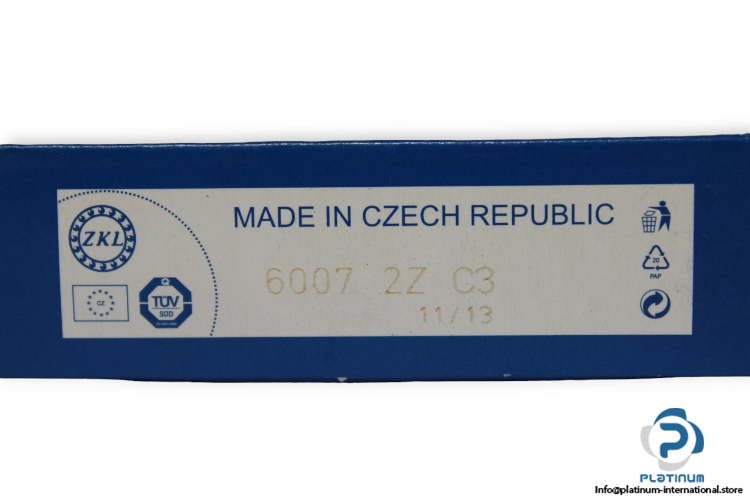 MADE IN CZECH REPUBLIC
ZKL
6007 2Z C3
11/13
CZ
TÜV
SÜD
20
PAP
PLATINUM
Info@platinum-international.store